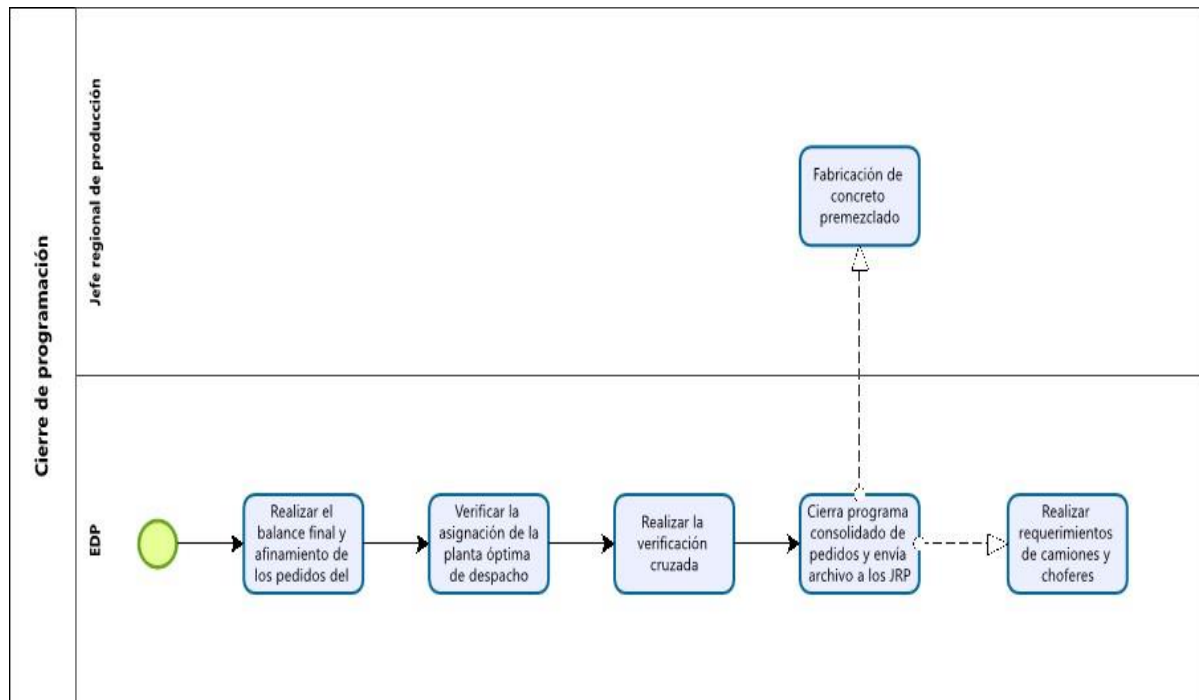 Cierre de programación
Jefe regional de producción
Fabricación de
concreto
premezclado
EDP
Realizar el
balance final y
afinamiento de
los pedidos del
Verificar la
asignación de la
planta óptima
de despacho
Realizar la
verificación
cruzada
Cierra programa
consolidado de
pedidos y envía
archivo a los JRP
Realizar
requerimientos
de camiones y
choferes